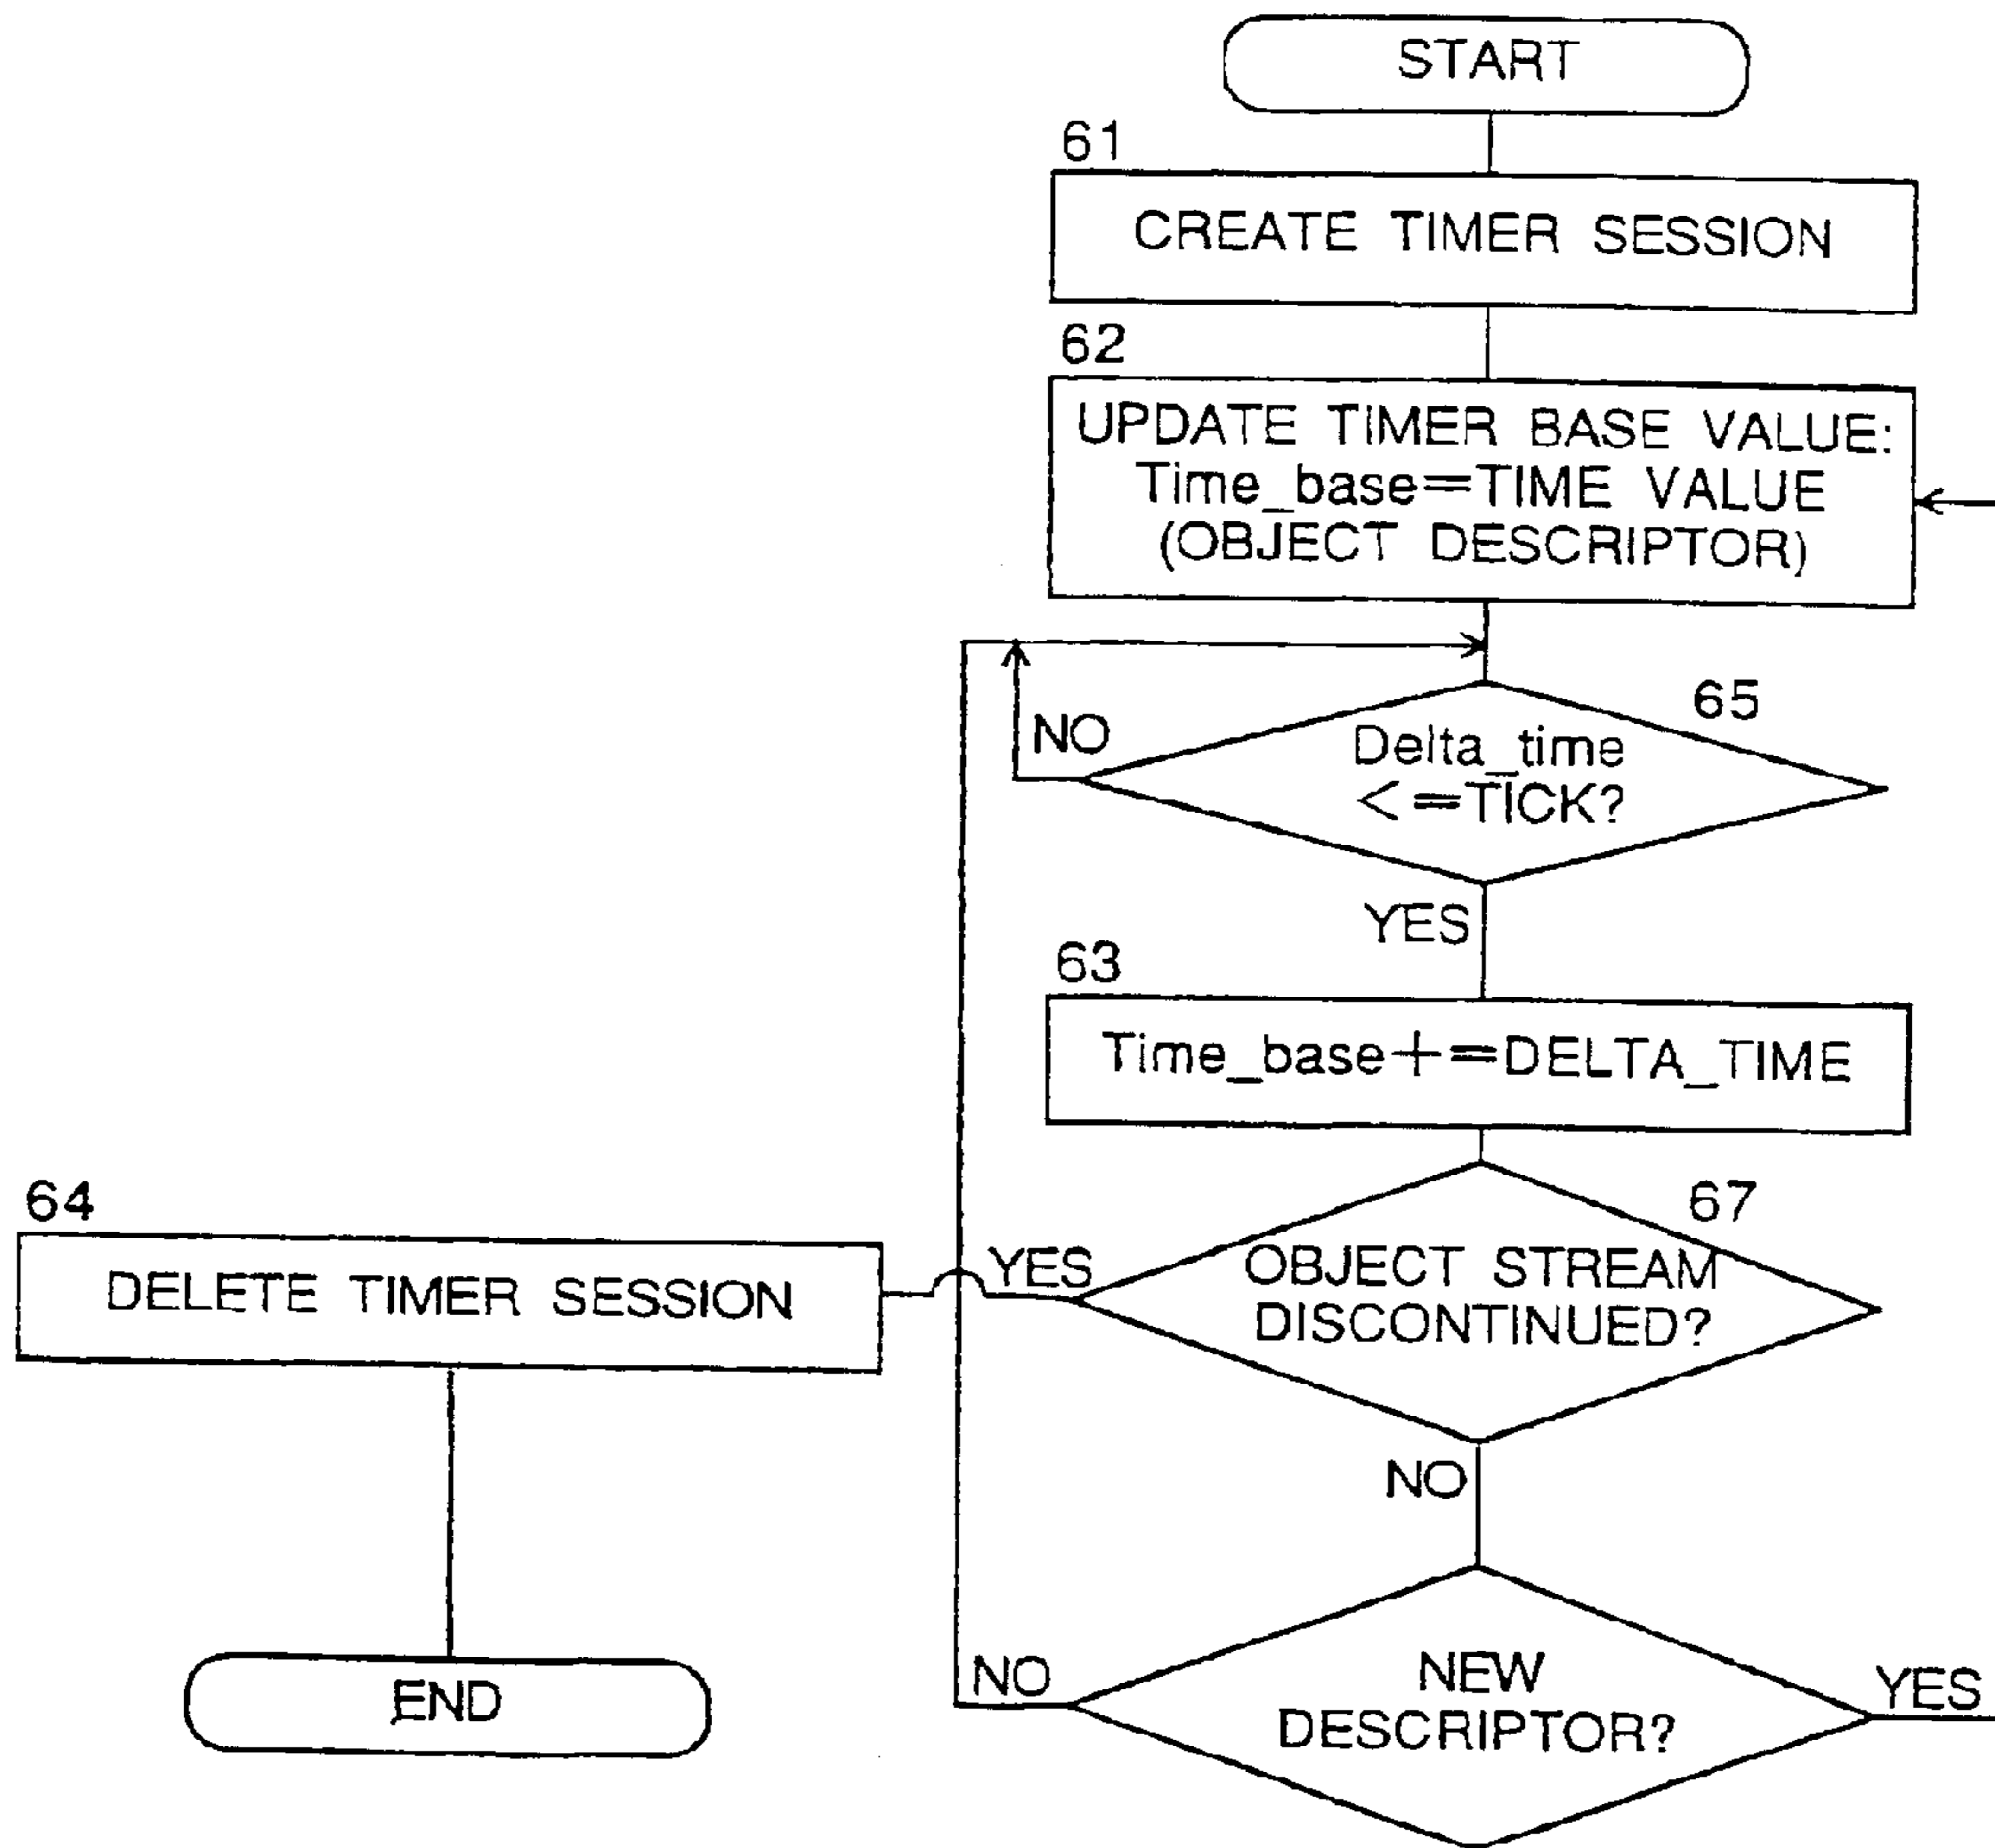 START
61
CREATE TIMER SESSION
62
UPDATE TIMER BASE VALUE:
Time_base=TIME VALUE
(OBJECT DESCRIPTOR)
65
NO
Delta_time
<=TICK?
YES
63
Time_base+=DELTA_TIME
64
67
DELETE TIMER SESSION
YES
OBJECT STREAM
DISCONTINUED?
NO
END
NO
NEW
DESCRIPTOR?
YES